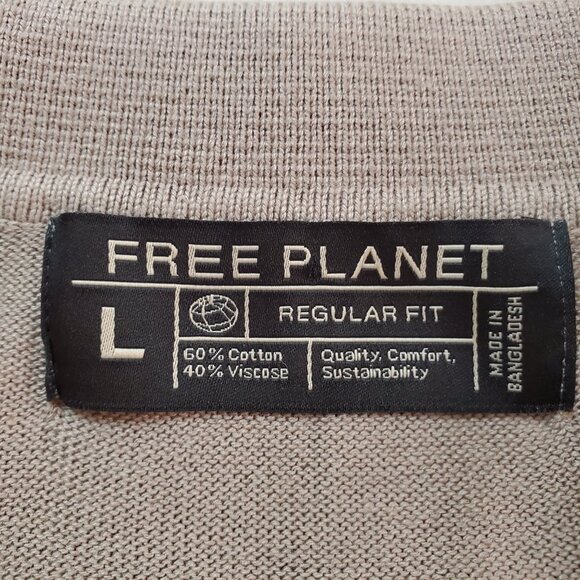 FREE PLANET
L
REGULAR FIT
60% Cotton
40% Viscose
Quality, Comfort,
Sustainability
MADE IN
BANGLADESH